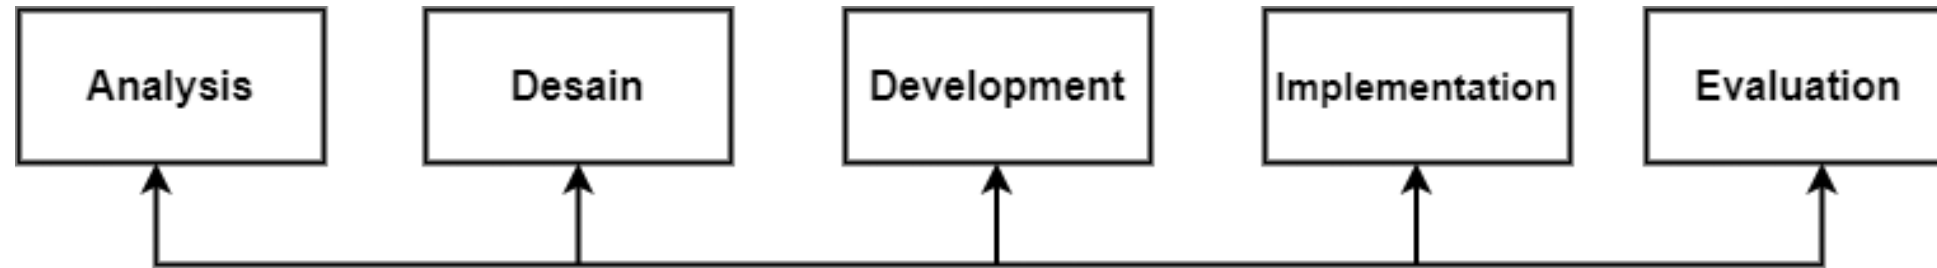 Analysis
Desain
Development
Implementation
Evaluation